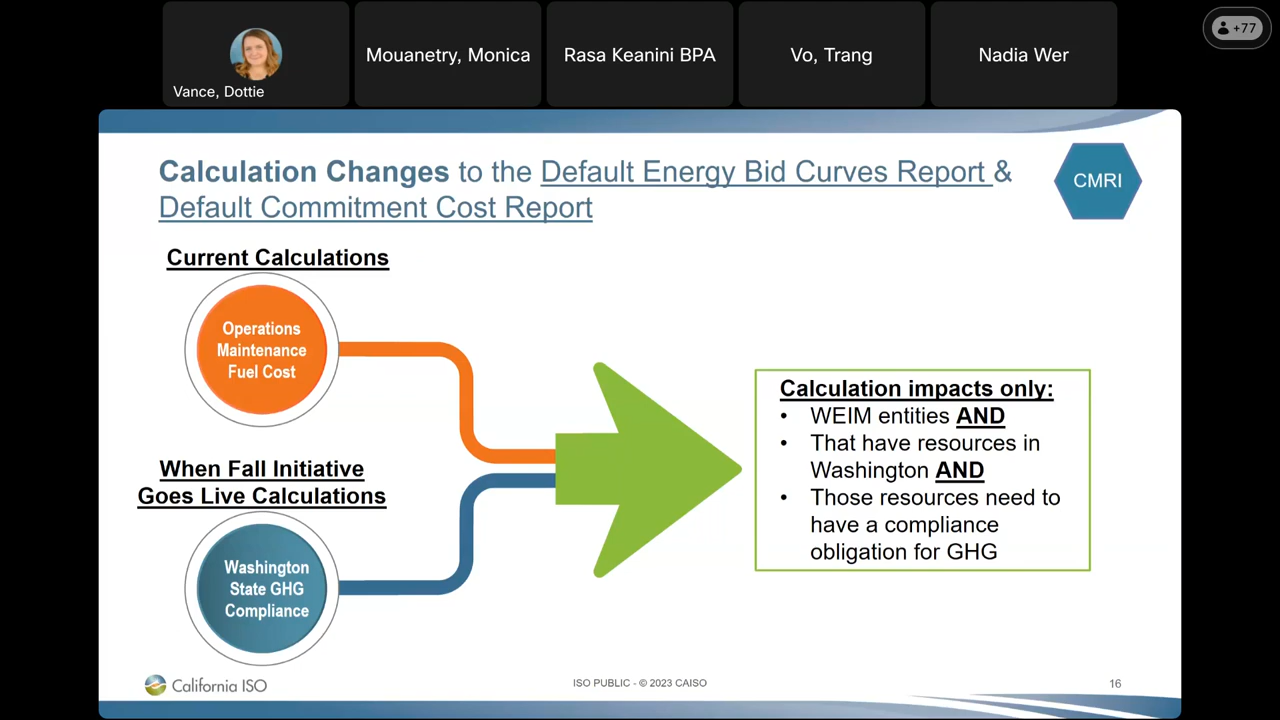 +77
Vance, Dottie
Mouanetry, Monica
Rasa Keanini BPA
Vo, Trang
Nadia Wer
Calculation Changes to the Default Energy Bid Curves Report &
Default Commitment Cost Report
CMRI
Current Calculations
Operations
Maintenance
Fuel Cost
When Fall Initiative
Goes Live Calculations
Washington
State GHG
Compliance
Calculation impacts only:
• WEIM entities AND
• That have resources in
Washington AND
• Those resources need to
have a compliance
obligation for GHG
California ISO
ISO PUBLIC - © 2023 CAISO
16